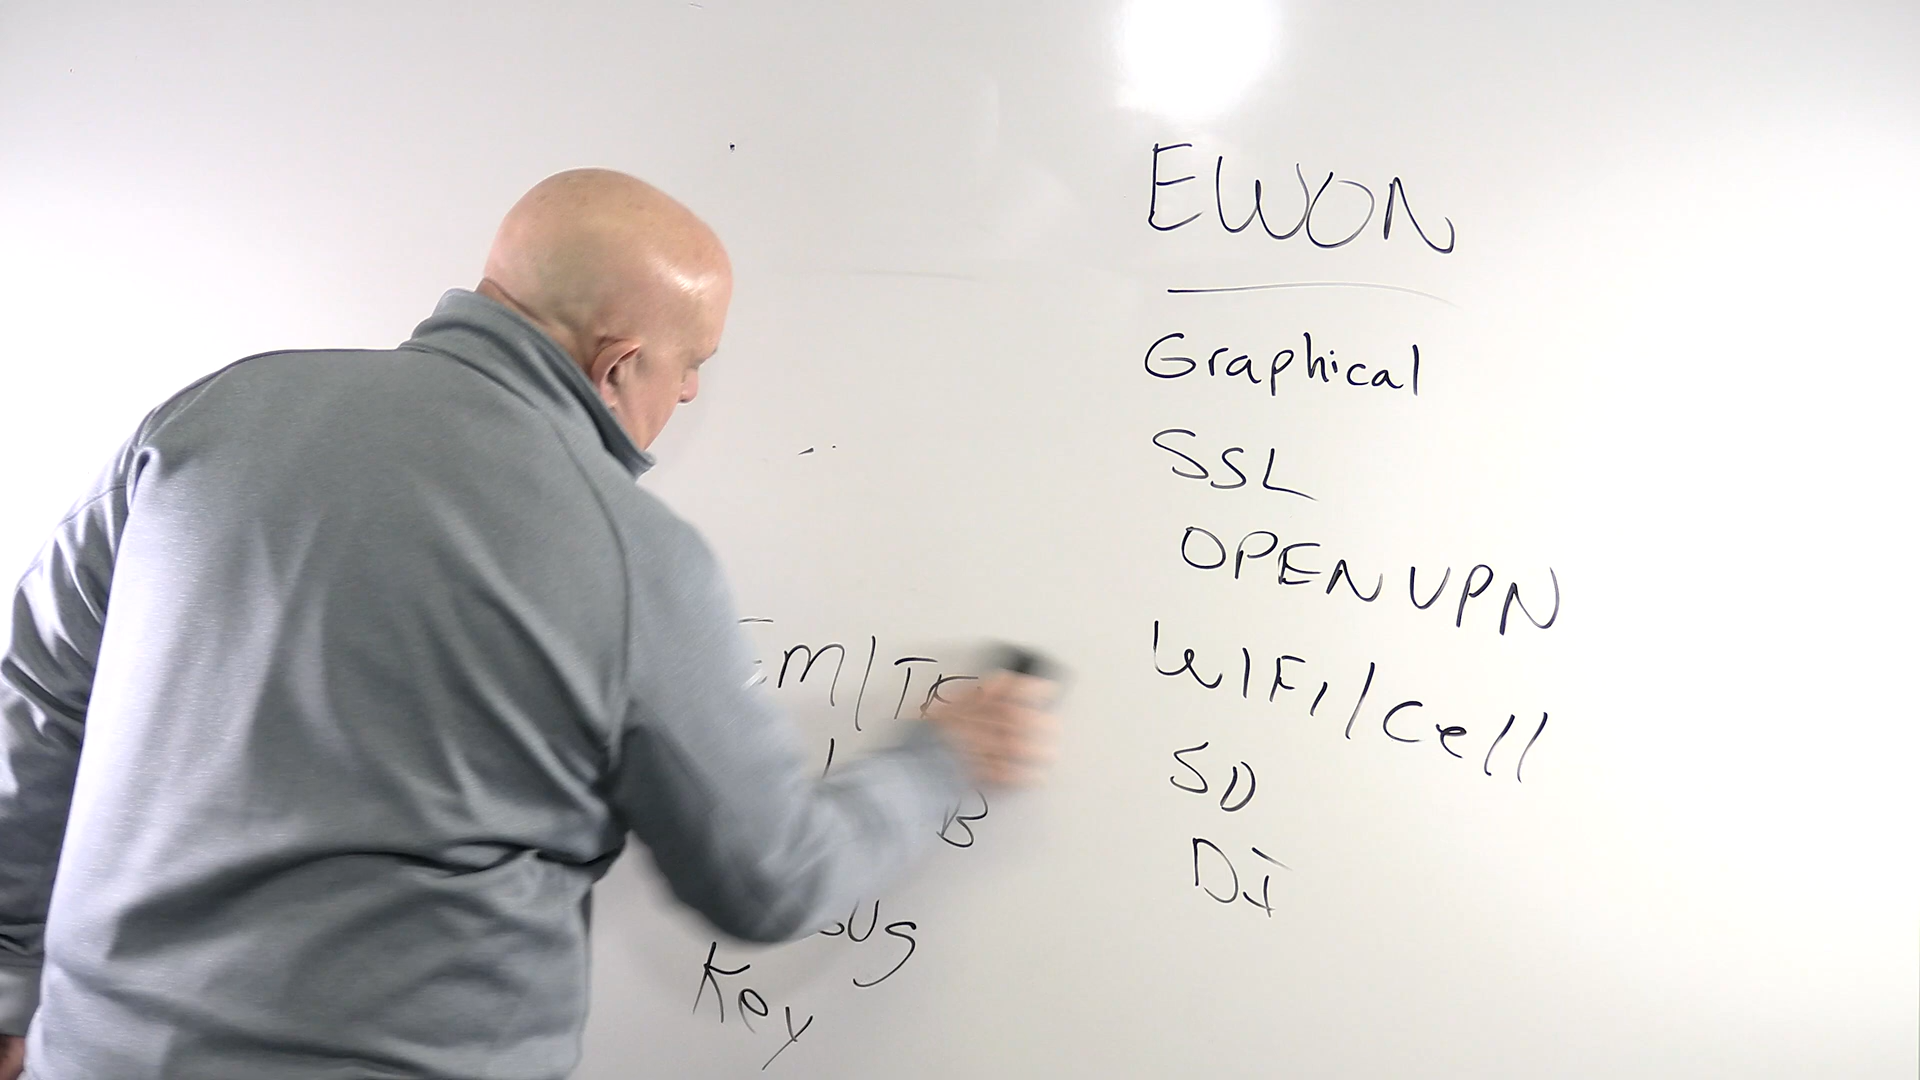 EWON
Graphical
SSL
OPEN VPN
WIFI/Cell
SD
DI
Key